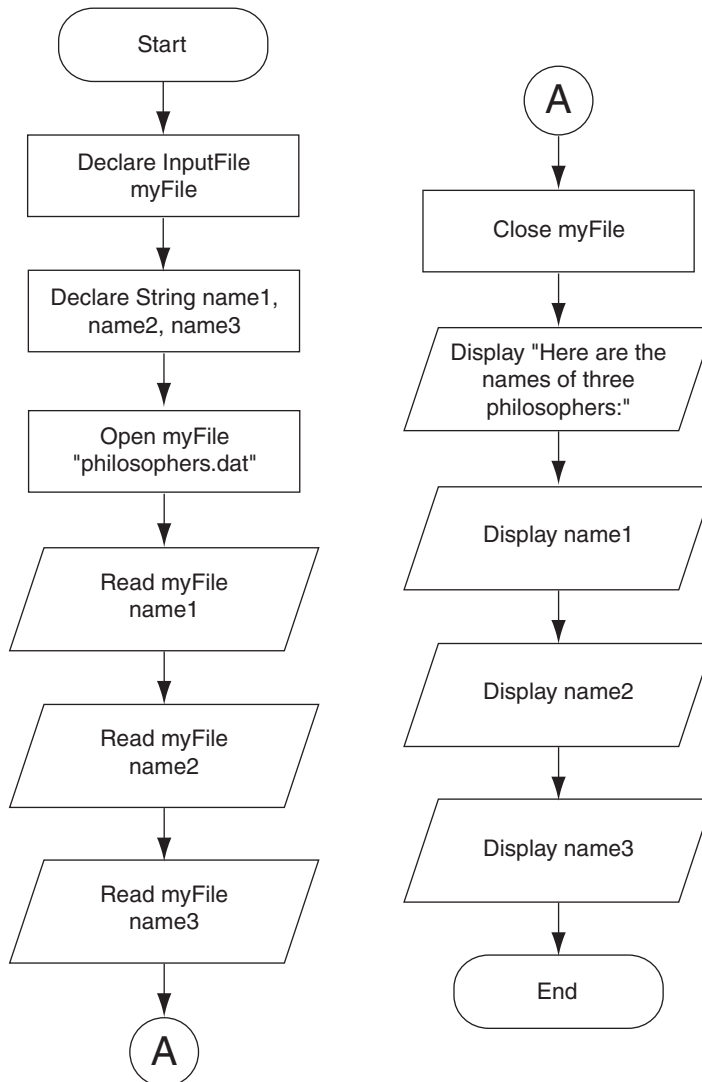 Start
Declare InputFile
myFile
Declare String name1,
name2, name3
Open myFile
"philosophers.dat"
Read myFile
name1
Read myFile
name2
Read myFile
name3
A
A
Close myFile
Display "Here are the
names of three
philosophers:"
Display name1
Display name2
Display name3
End